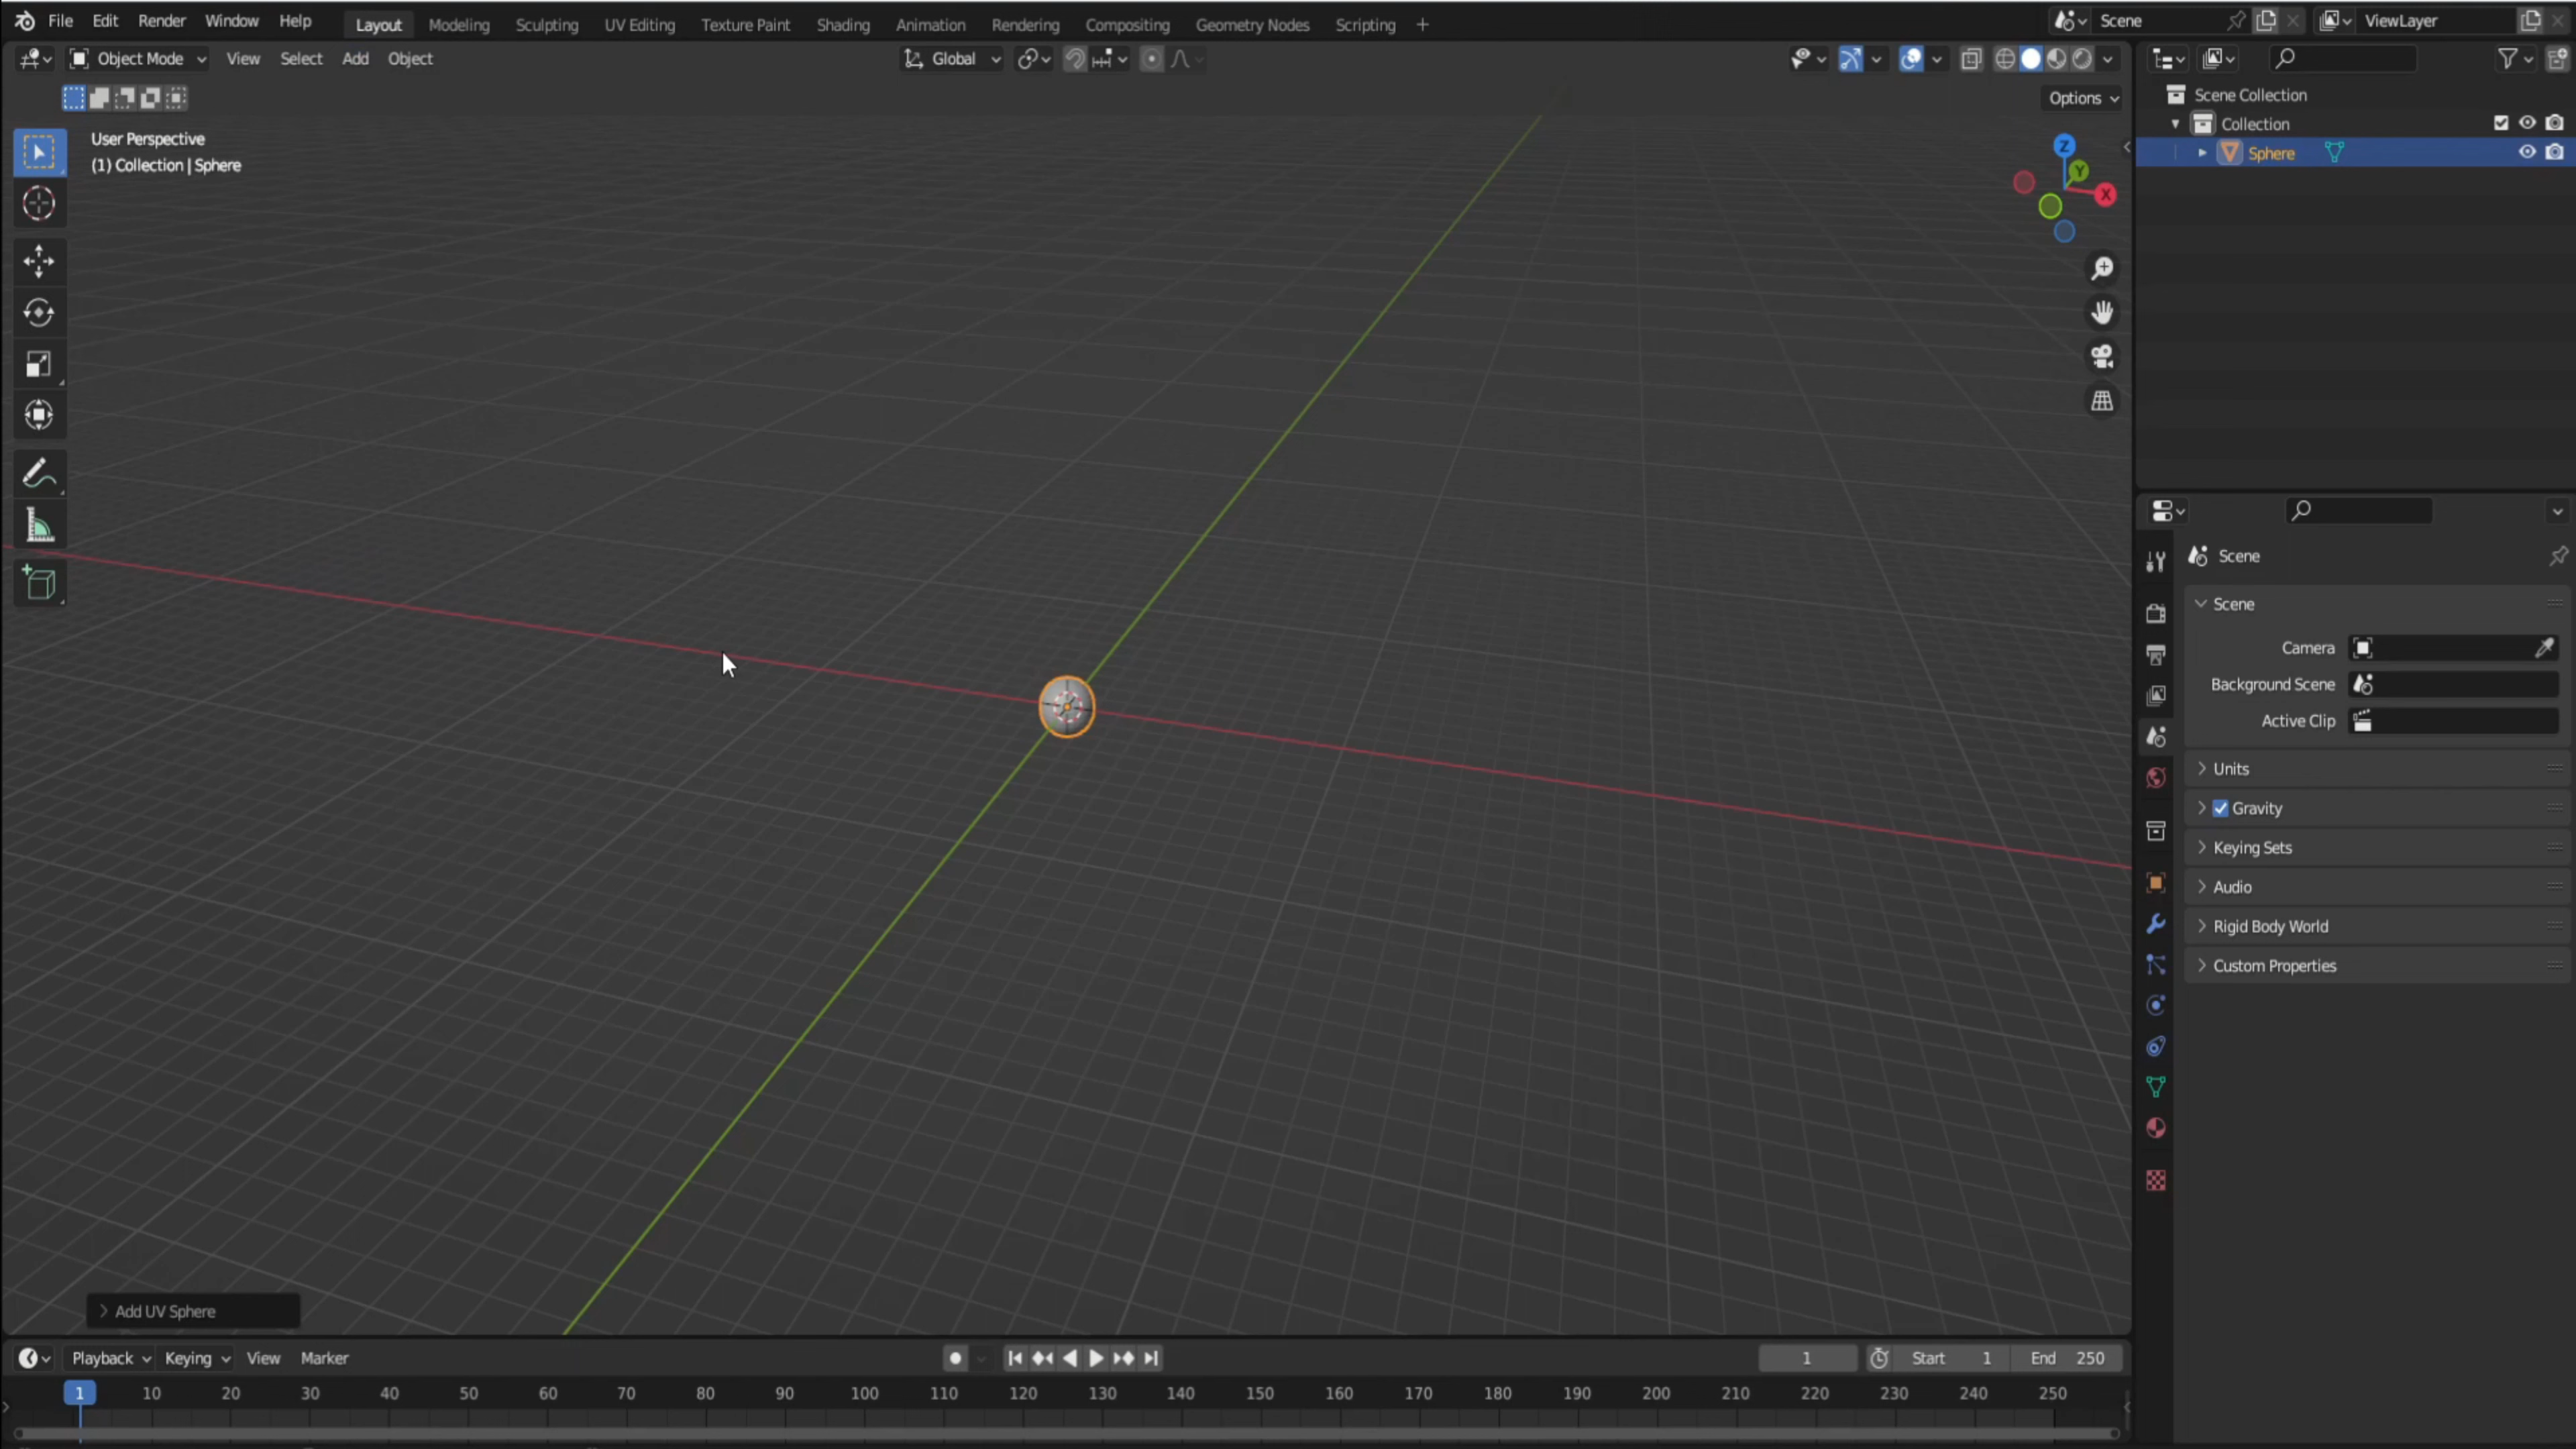 File Edit Render Window Help Layout Modeling Sculpting UV Editing Texture Paint Shading Animation Rendering Compositing Geometry Nodes Scripting + Scene ViewLayer
Object Mode View Select Add Object Global
Options
User Perspective
(1) Collection | Sphere
Z
Y
X
Scene Collection
Collection
Sphere
Scene
Scene
Camera
Background Scene
Active Clip
Units
Gravity
Keying Sets
Audio
Rigid Body World
Custom Properties
Add UV Sphere
Playback Keying View Marker 1 Start 1 End 250
1 10 20 30 40 50 60 70 80 90 100 110 120 130 140 150 160 170 180 190 200 210 220 230 240 250